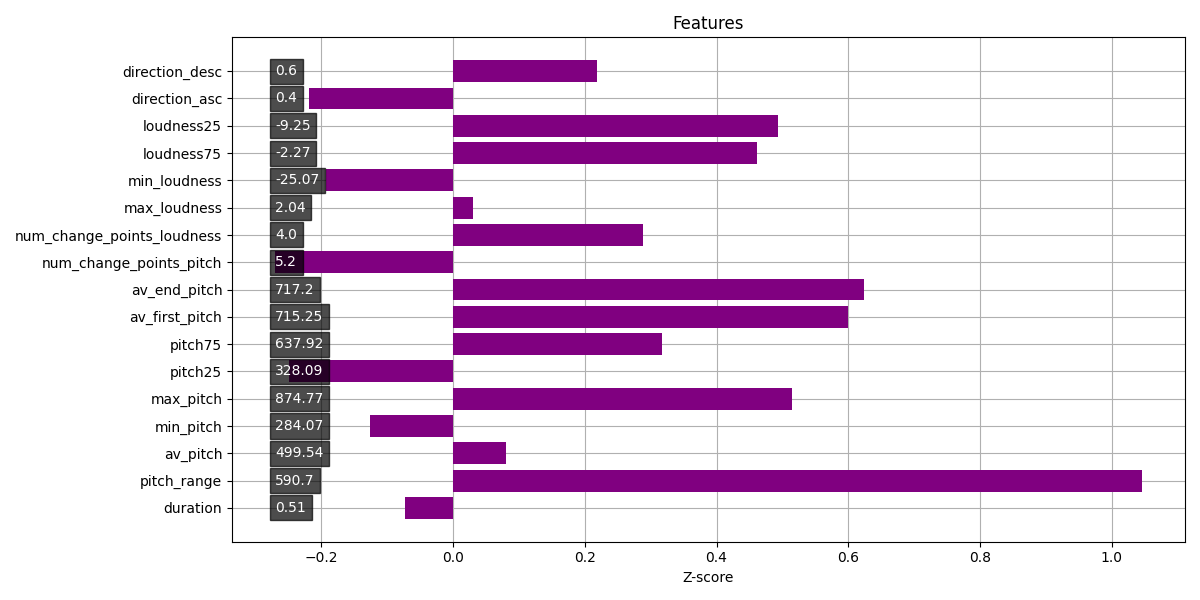 Features
direction_desc 0.6
direction_asc 0.4
loudness25 -9.25
loudness75 -2.27
min_loudness -25.07
max_loudness 2.04
num_change_points_loudness 4.0
num_change_points_pitch 5.2
av_end_pitch 717.2
av_first_pitch 715.25
pitch75 637.92
pitch25 328.09
max_pitch 874.77
min_pitch 284.07
av_pitch 499.54
pitch_range 590.7
duration 0.51
−0.2 0.0 0.2 0.4 0.6 0.8 1.0
Z-score